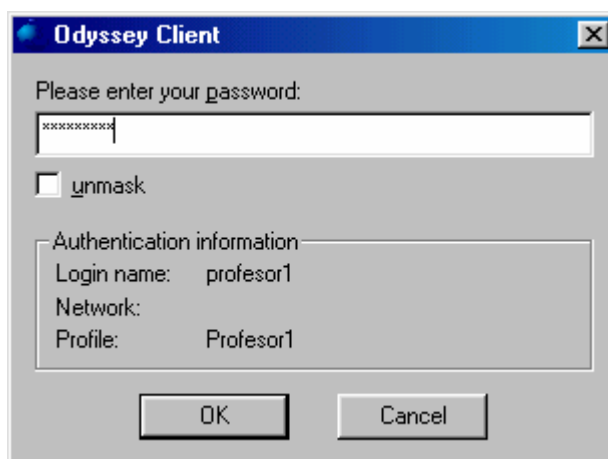 Odyssey Client
Please enter your password:
*********
unmask
Authentication information
Login name: profesor1
Network:
Profile: Profesor1
OK Cancel